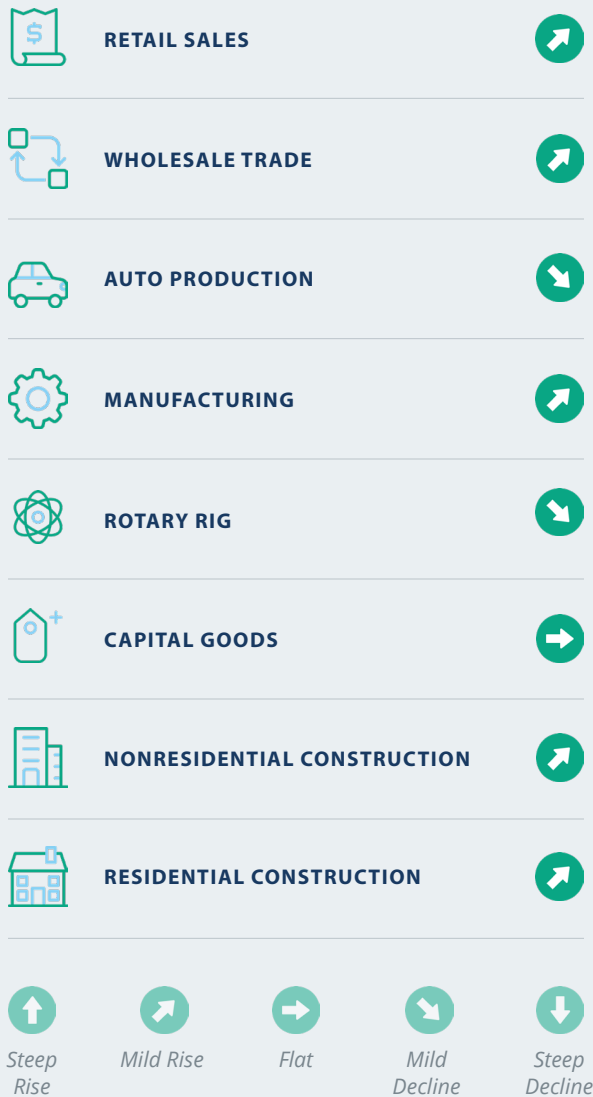 $
RETAIL SALES
WHOLESALE TRADE
AUTO PRODUCTION
MANUFACTURING
ROTARY RIG
CAPITAL GOODS
NONRESIDENTIAL CONSTRUCTION
RESIDENTIAL CONSTRUCTION
Steep
Rise
Mild Rise
Flat
Mild
Decline
Steep
Decline